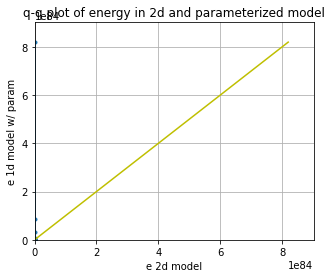 q-q plot of energy in 2d and parameterized model
1e84
8
6
4
2
0
e 1d model w/ param
0 2 4 6 8
1e84
e 2d model